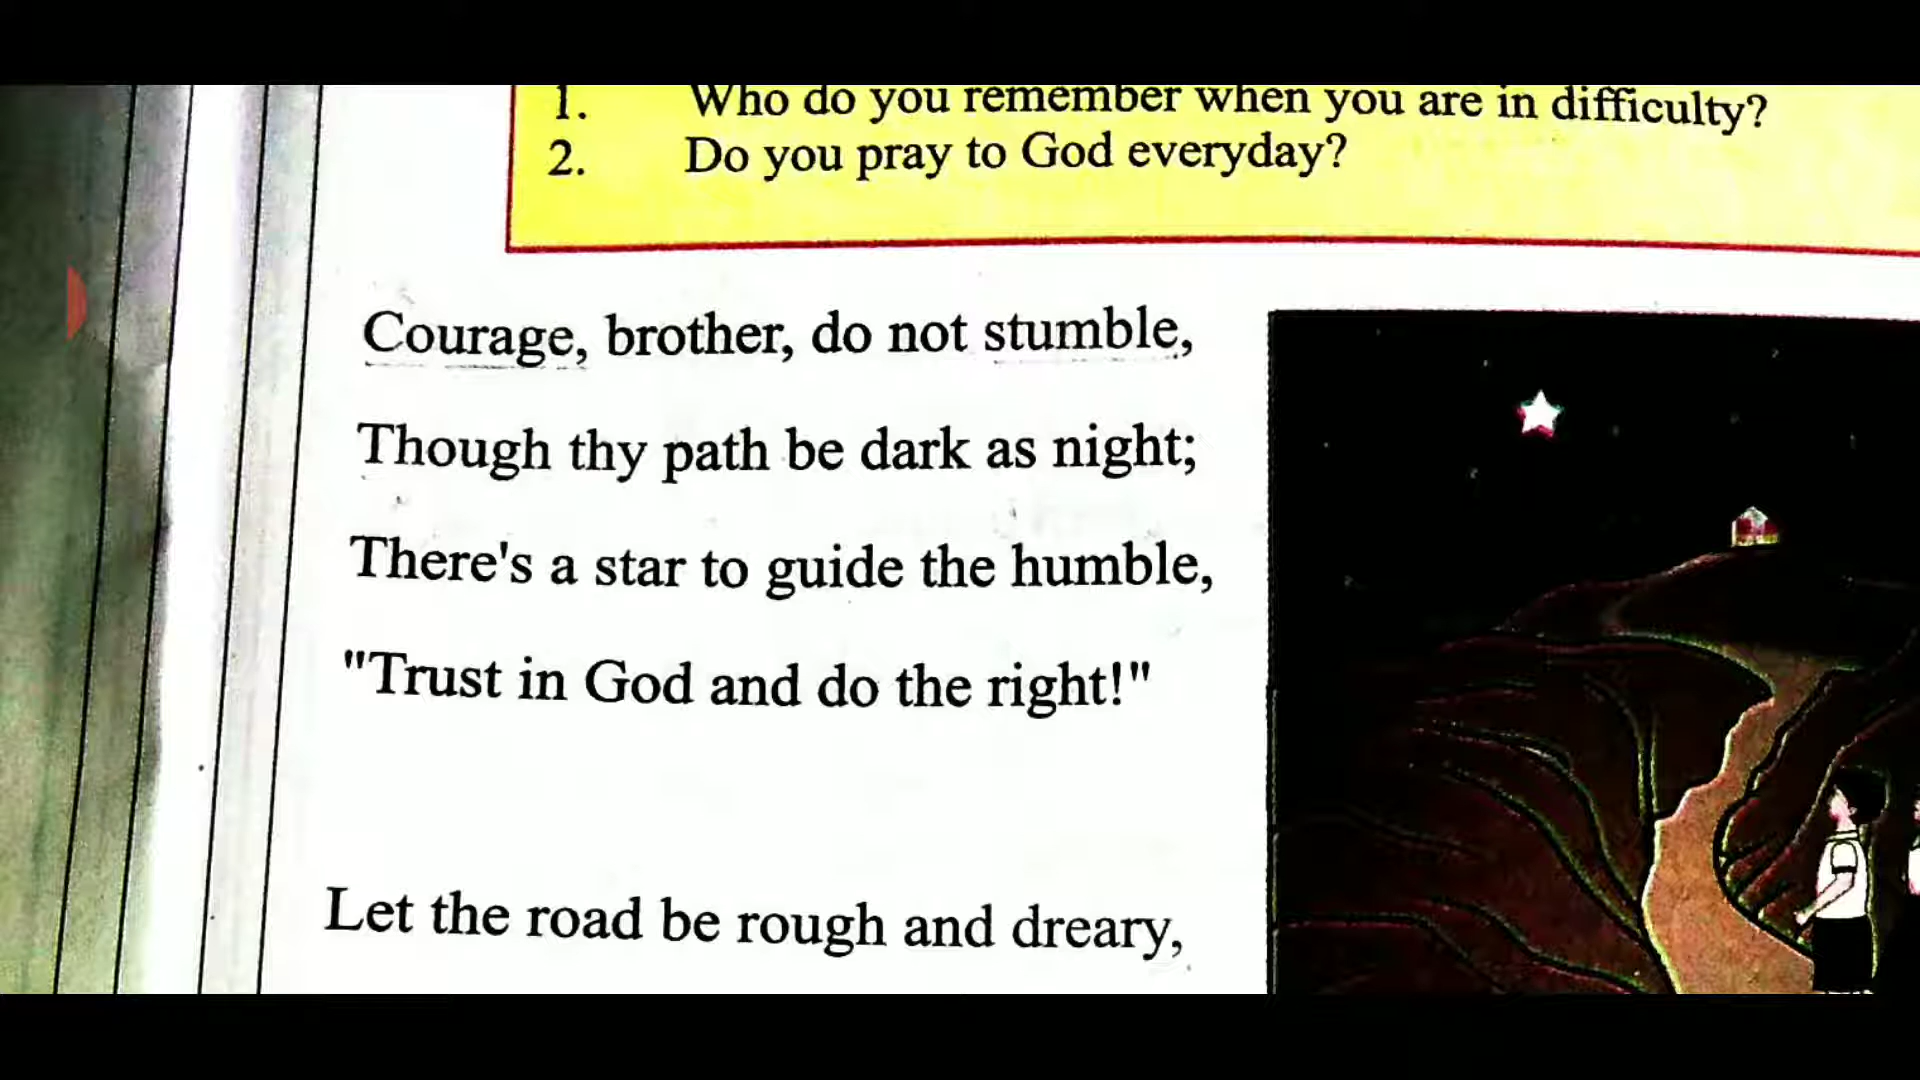 1. Who do you remember when you are in difficulty?
2. Do you pray to God everyday?
Courage, brother, do not stumble,
Though thy path be dark as night;
There's a star to guide the humble,
"Trust in God and do the right!"
Let the road be rough and dreary,